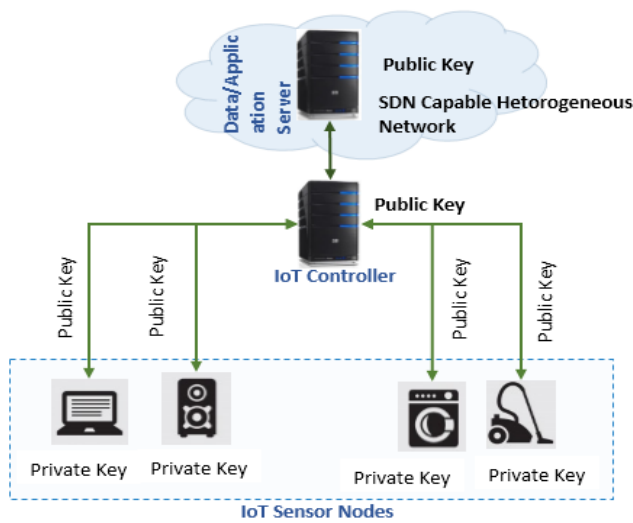 Data/Applic
ation
Server
Public Key
SDN Capable Hetorogeneous
Network
Public Key
IoT Controller
Public Key
Public Key
Public Key
Public Key
Private Key
Private Key
Private Key
Private Key
IoT Sensor Nodes